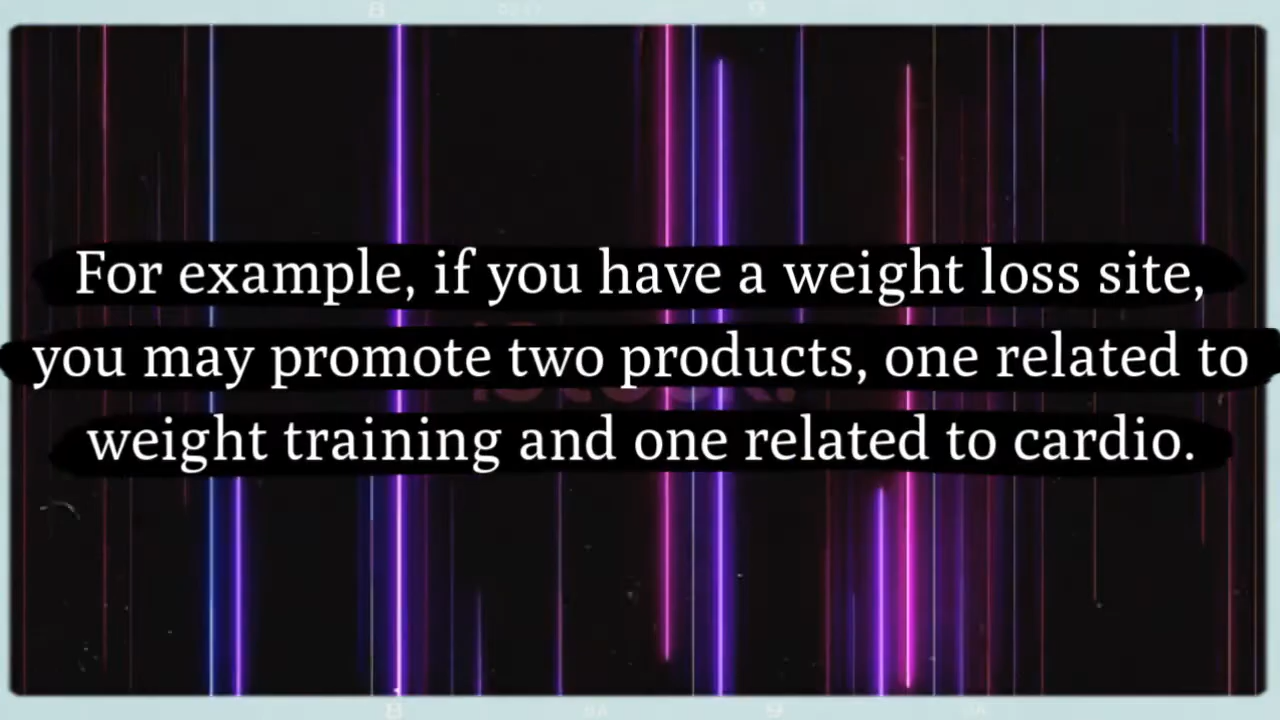 For example, if you have a weight loss site,
you may promote two products, one related to
weight training and one related to cardio.